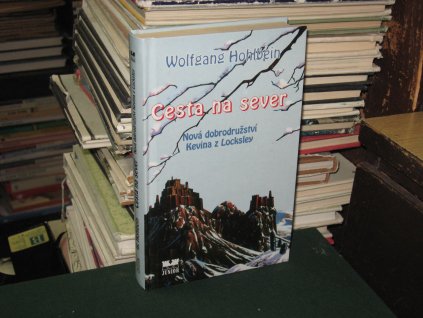 Wolfgang Hohlbein
Cesta na sever
Nová dobrodružství
Kevina z Locksley
JUNIOR